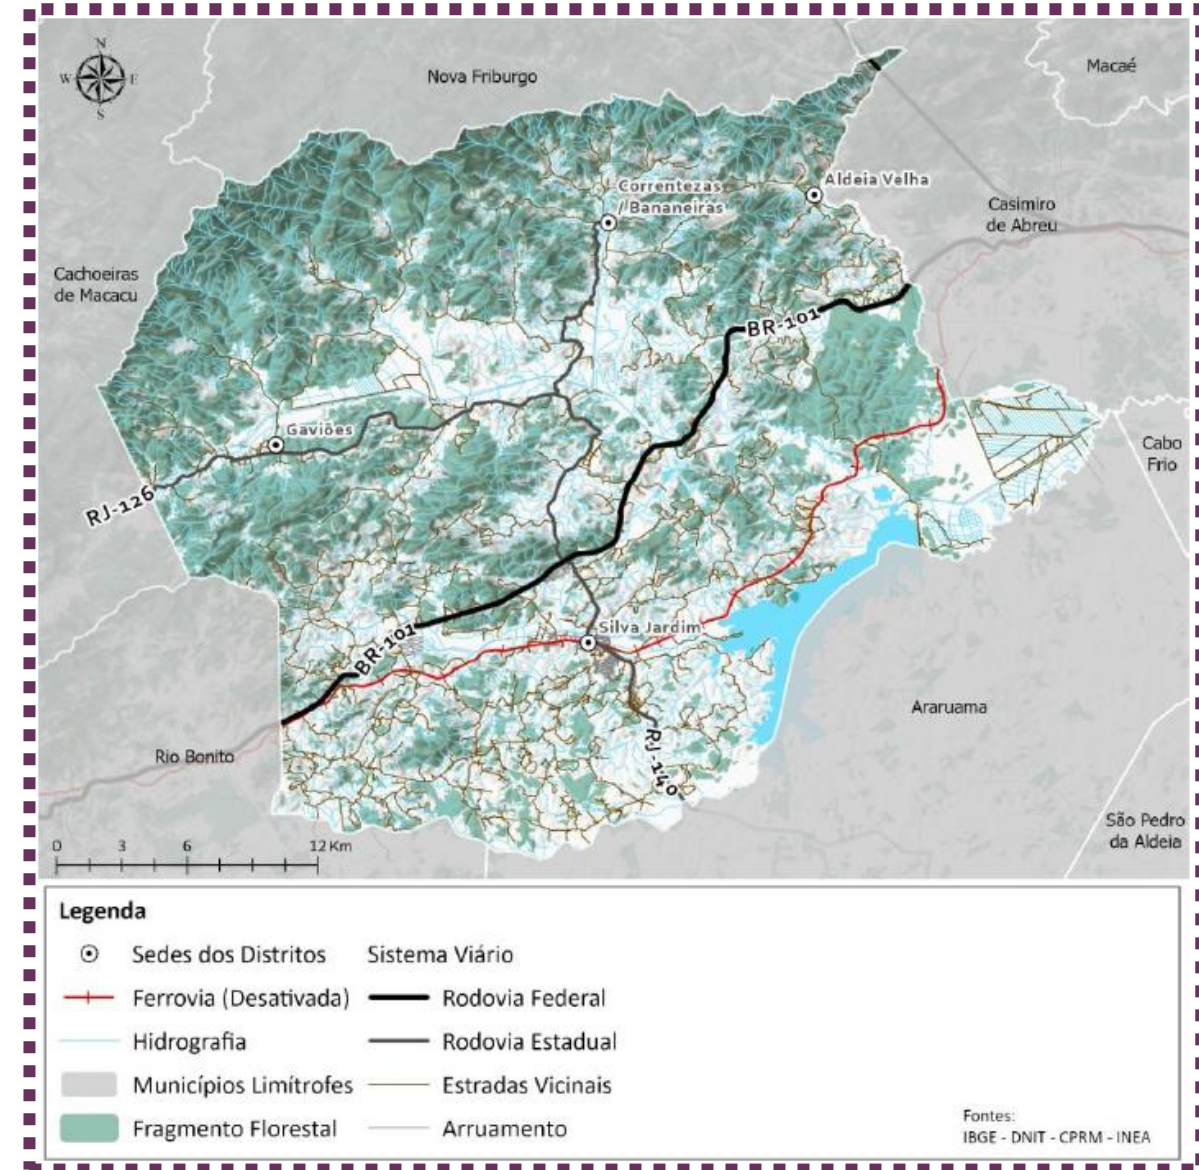 N
W E
S
Nova Friburgo
Macaé
Correntezas
/ Bananeiras
Aldeia Velha
Casimiro
de Abreu
Cachoeiras
de Macacu
BR-101
Gaviões
Cabo
Frio
RJ-126
Silva Jardim
BR-101
Araruama
Rio Bonito
RJ-140
São Pedro
da Aldeia
0 3 6 12 Km
Legenda
Sedes dos Distritos
Ferrovia (Desativada)
Hidrografia
Municípios Limítrofes
Fragmento Florestal
Sistema Viário
Rodovia Federal
Rodovia Estadual
Estradas Vicinais
Arruamento
Fontes:
IBGE - DNIT - CPRM - INEA